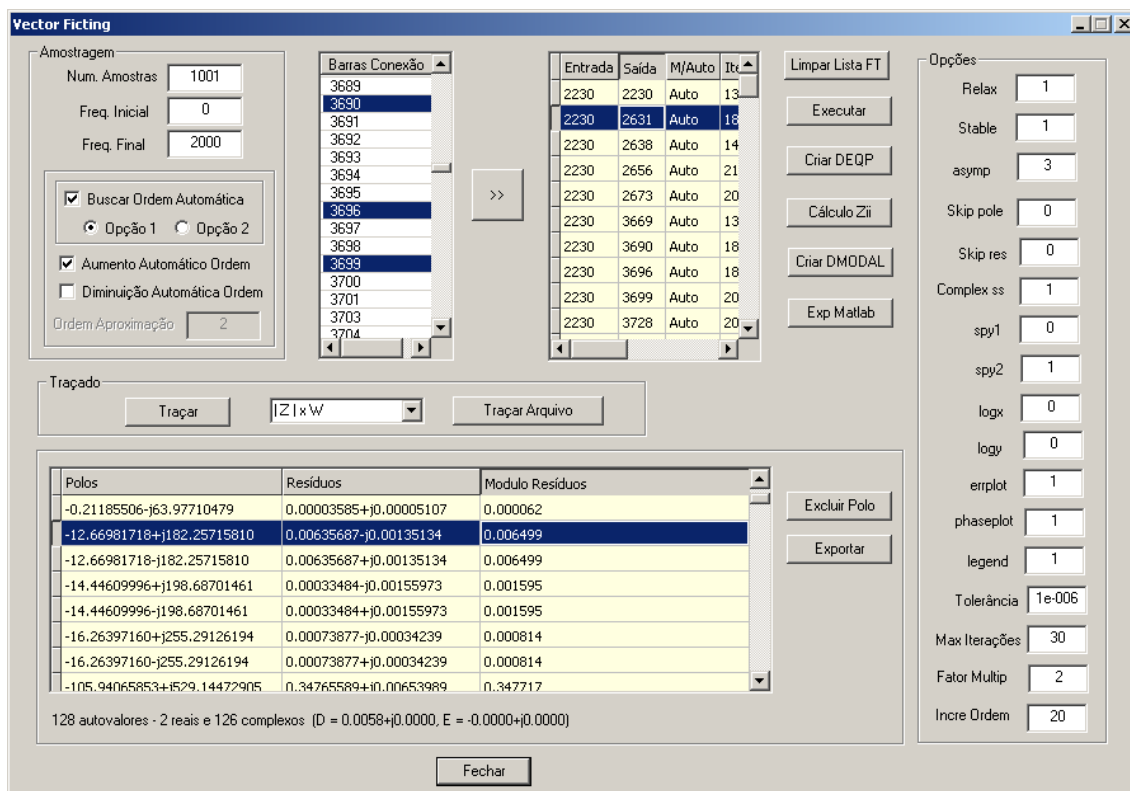 Vector Ficting
Amostragem
Num. Amostras 1001
Freq. Inicial 0
Freq. Final 2000
Buscar Ordem Automática
Opção 1 Opção 2
Aumento Automático Ordem
Diminuição Automática Ordem
Ordem Aproximação 2
Barras Conexão
3689
3690
3691
3692
3693
3694
3695
3696
3697
3698
3699
3700
3701
3703
3704
>>
Entrada Saída M/Auto Ite
2230 2230 Auto 13
2230 2631 Auto 18
2230 2638 Auto 14
2230 2656 Auto 21
2230 2673 Auto 20
2230 3669 Auto 13
2230 3690 Auto 18
2230 3696 Auto 18
2230 3699 Auto 20
2230 3728 Auto 20
Limpar Lista FT
Executar
Criar DEQP
Cálculo Zii
Criar DMODAL
Exp Matlab
Opções
Relax 1
Stable 1
asymp 3
Skip pole 0
Skip res 0
Complex ss 1
spy1 0
spy2 1
logx 0
logy 0
errplot 1
phaseplot 1
legend 1
Tolerância 1e-006
Max Iterações 30
Fator Multip 2
Incre Ordem 20
Traçado
Traçar |Z|xW Traçar Arquivo
Polos Resíduos Modulo Resíduos
-0.21185506-j63.97710479 0.00003585+j0.00005107 0.000062
-12.66981718+j182.25715810 0.00635687-j0.00135134 0.006499
-12.66981718-j182.25715810 0.00635687+j0.00135134 0.006499
-14.44609996+j198.68701461 0.00033484-j0.00155973 0.001595
-14.44609996-j198.68701461 0.00033484+j0.00155973 0.001595
-16.26397160+j255.29126194 0.00073877-j0.00034239 0.000814
-16.26397160-j255.29126194 0.00073877+j0.00034239 0.000814
-105.94065853+j529.14472905 0.34765589+j0.00653989 0.347717
Excluir Polo
Exportar
128 autovalores - 2 reais e 126 complexos (D = 0.0058+j0.0000, E = -0.0000+j0.0000)
Fechar